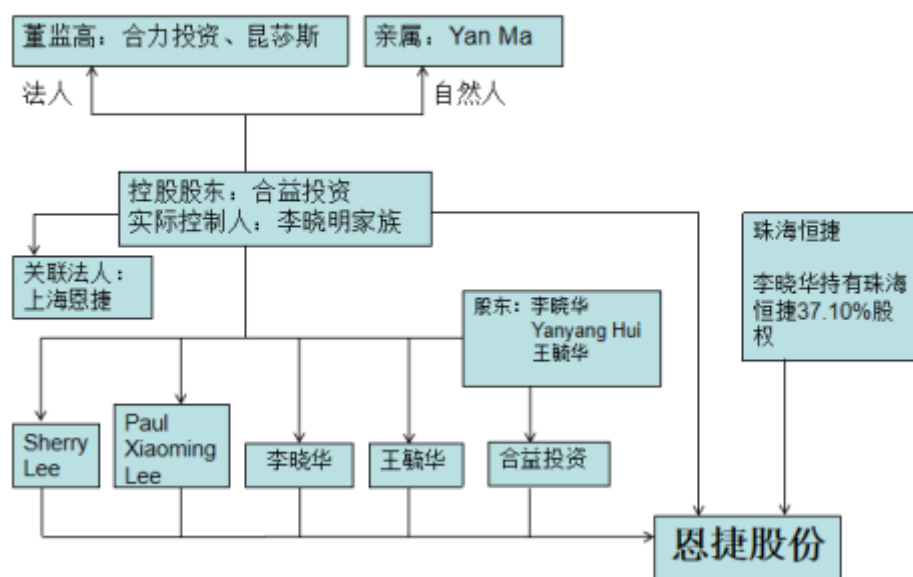 董监高：合力投资、昆莎斯
亲属：Yan Ma
法人
自然人
控股股东：合益投资
实际控制人：李晓明家族
关联法人：
上海恩捷
股东：李晓华
Yanyang Hui
王毓华
珠海恒捷
李晓华持有珠海
恒捷37.10%股
权
Sherry
Lee
Paul
Xiaoming
Lee
李晓华
王毓华
合益投资
恩捷股份